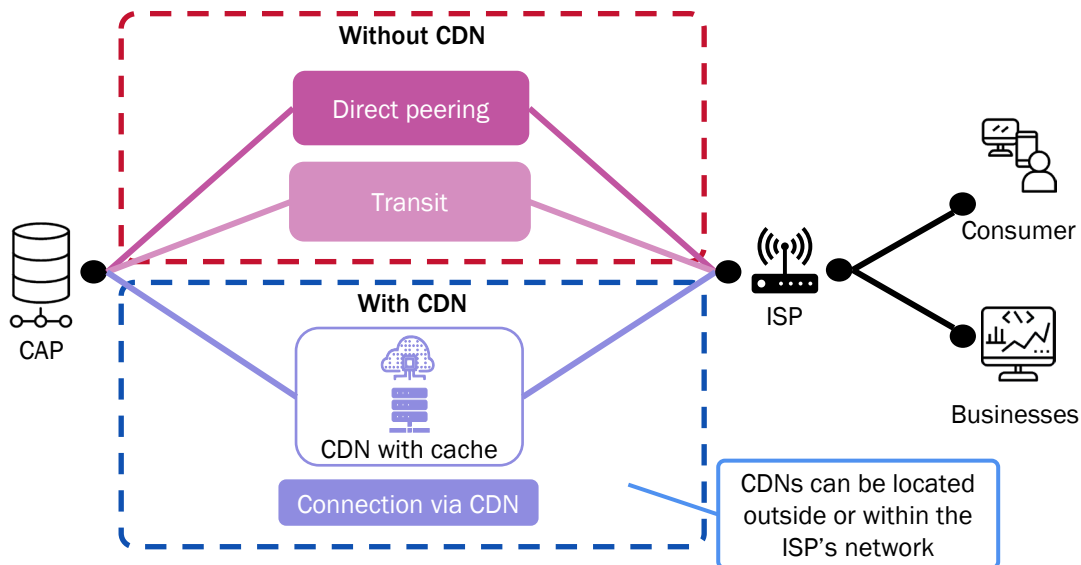 Without CDN
Direct peering
Transit
CAP
With CDN
CDN with cache
Connection via CDN
ISP
Consumer
Businesses
CDNs can be located
outside or within the
ISP's network